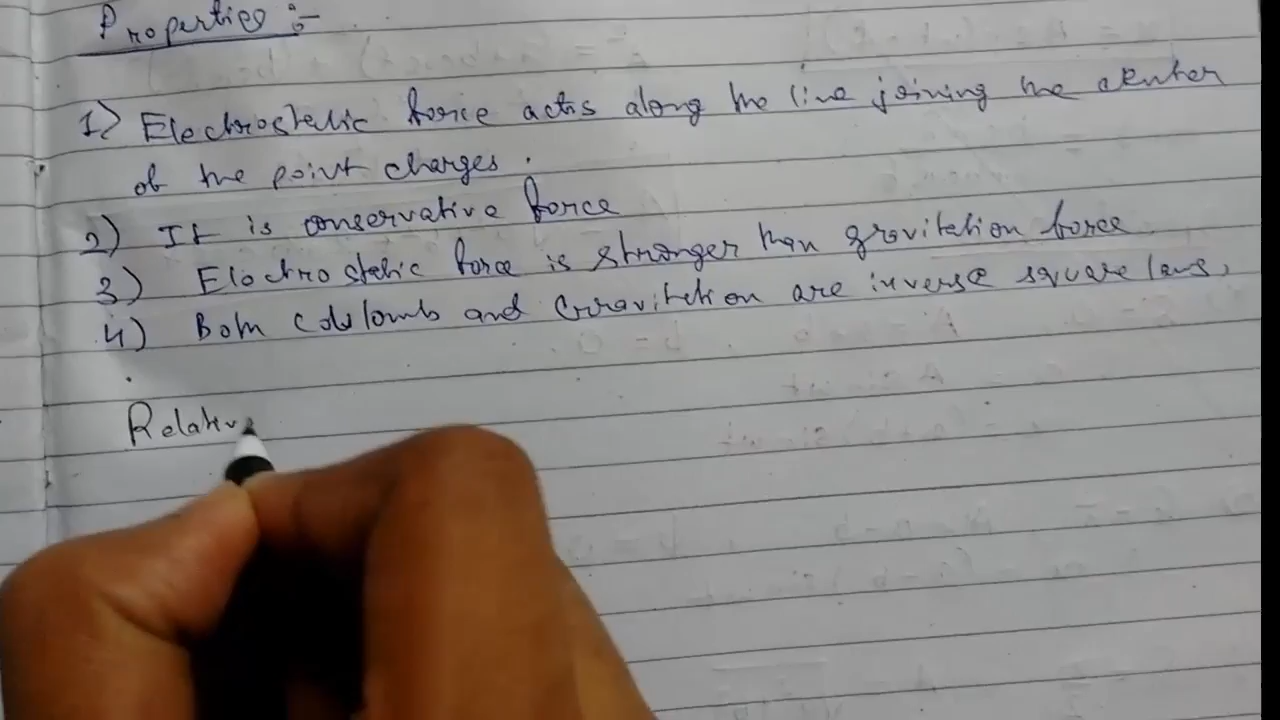 Properties :-
1) Electrostatic force acts along the line joining the center
of the point charges.
2) It is conservative force
3) Electrostatic force is stronger than gravitation force
4) Both Coulomb and Gravitation are inverse square laws,
Relativ